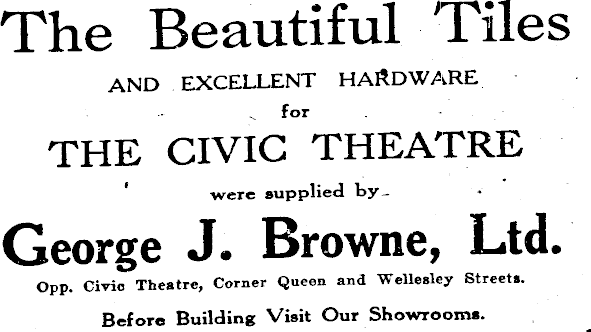 The Beautiful Tiles
AND EXCELLENT HARDWARE
for
THE CIVIC THEATRE
were supplied by
George J. Browne, Ltd.
Opp. Civic Theatre, Corner Queen and Wellesley Streets.
Before Building Visit Our Showrooms.